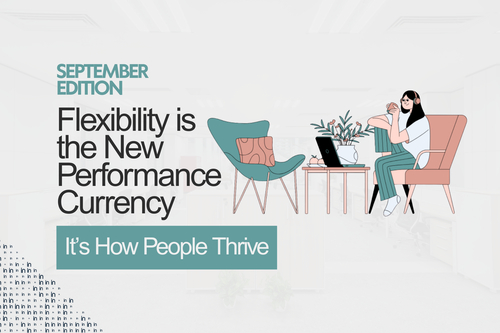 SEPTEMBER
EDITION
Flexibility is
the New
Performance
Currency
It's How People Thrive